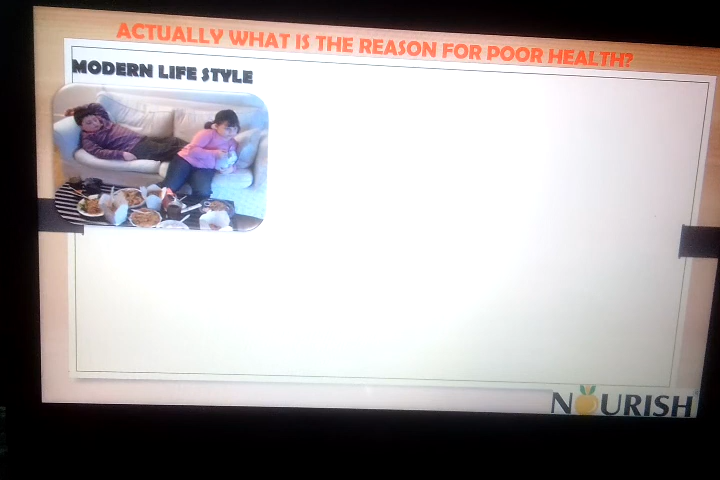 ACTUALLY WHAT IS THE REASON FOR POOR HEALTH?
MODERN LIFE STYLE
NOURISH